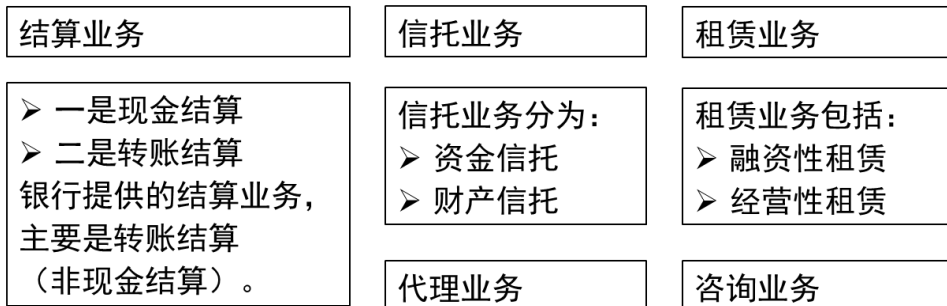 结算业务
➢ 一是现金结算
➢ 二是转账结算
银行提供的结算业务，
主要是转账结算
（非现金结算）。
信托业务
信托业务分为：
➢ 资金信托
➢ 财产信托
代理业务
租赁业务
租赁业务包括：
➢ 融资性租赁
➢ 经营性租赁
咨询业务